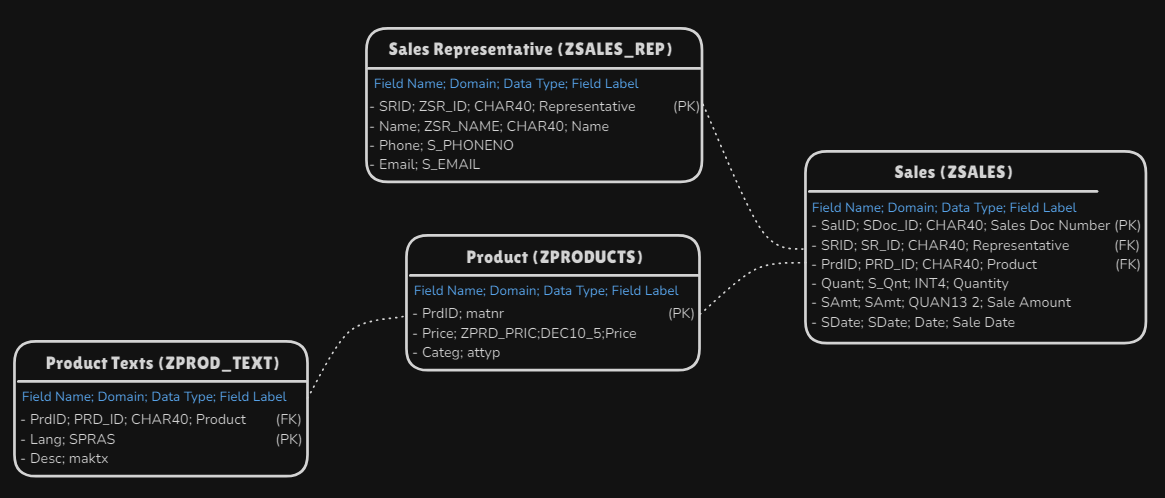 Sales Representative (ZSALES_REP)
Field Name; Domain; Data Type; Field Label
- SRID; ZSR_ID; CHAR40; Representative (PK)
- Name; ZSR_NAME; CHAR40; Name
- Phone; S_PHONENO
- Email; S_EMAIL
Sales (ZSALES)
Field Name; Domain; Data Type; Field Label
- SalID; SDoc_ID; CHAR40; Sales Doc Number (PK)
- SRID; SR_ID; CHAR40; Representative (FK)
- PrdID; PRD_ID; CHAR40; Product (FK)
- Quant; S_Qnt; INT4; Quantity
- SAmt; SAmt; QUAN13 2; Sale Amount
- SDate; SDate; Date; Sale Date
Product (ZPRODUCTS)
Field Name; Domain; Data Type; Field Label
- PrdID; matnr (PK)
- Price; ZPRD_PRIC;DEC10_5;Price
- Categ; attyp
Product Texts (ZPROD_TEXT)
Field Name; Domain; Data Type; Field Label
- PrdID; PRD_ID; CHAR40; Product (FK)
- Lang; SPRAS (PK)
- Desc; maktx